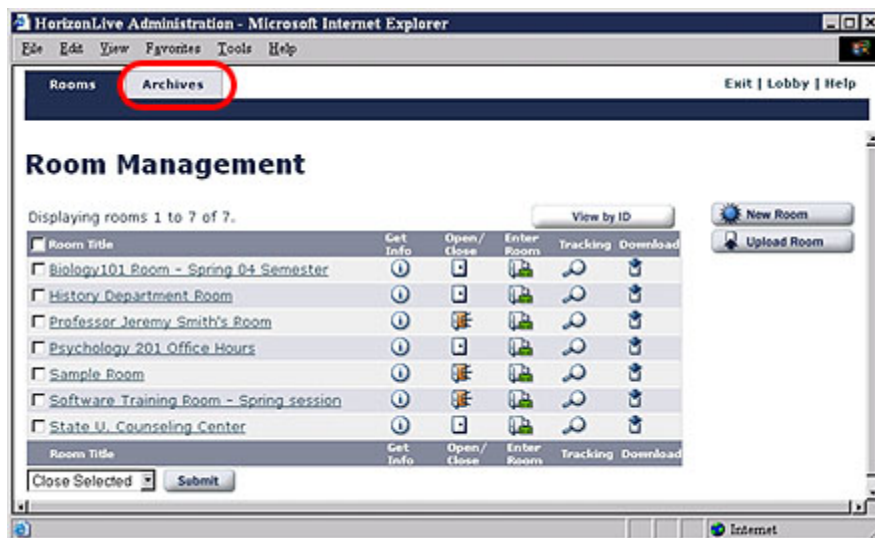 HorizonLive Administration - Microsoft Internet Explorer
File Edit View Favorites Tools Help
Rooms Archives Exit | Lobby | Help
Room Management
Displaying rooms 1 to 7 of 7. View by ID New Room
Room Title Get Info Open/Close Enter Room Tracking Download Upload Room
Biology101 Room - Spring 04 Semester
History Department Room
Professor Jeremy Smith's Room
Psychology 201 Office Hours
Sample Room
Software Training Room - Spring session
State U. Counseling Center
Room Title Get Info Open/Close Enter Room Tracking Download
Close Selected Submit
Internet